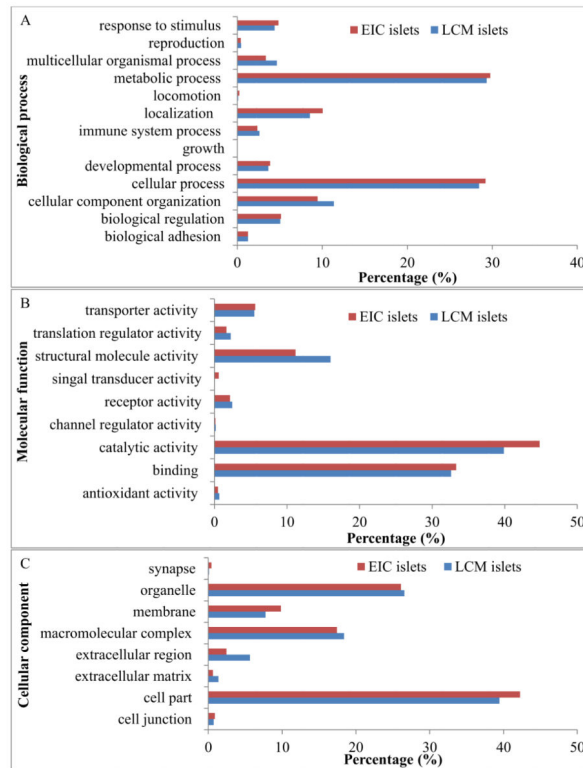 A
Biological process
EIC islets LCM islets
response to stimulus
reproduction
multicellular organismal process
metabolic process
locomotion
localization
immune system process
growth
developmental process
cellular process
cellular component organization
biological regulation
biological adhesion
0 10 20 30 40
Percentage (%)
B
Molecular function
EIC islets LCM islets
transporter activity
translation regulator activity
structural molecule activity
singal transducer activity
receptor activity
channel regulator activity
catalytic activity
binding
antioxidant activity
0 10 20 30 40 50
Percentage (%)
C
Cellular component
EIC islets LCM islets
synapse
organelle
membrane
macromolecular complex
extracellular region
extracellular matrix
cell part
cell junction
0 10 20 30 40 50
Percentage (%)